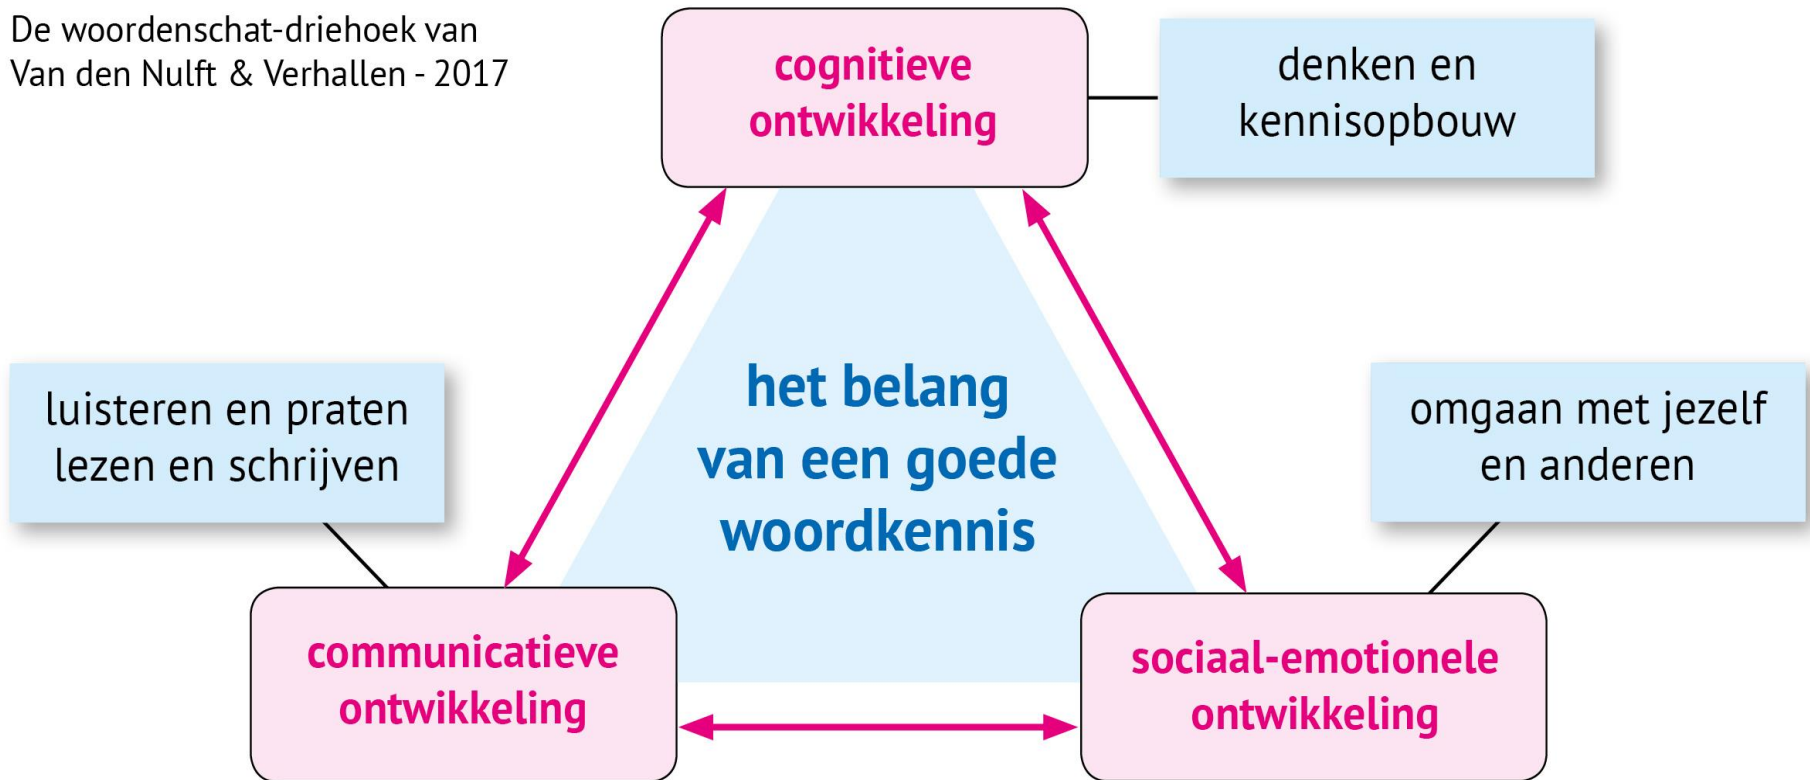 De woordenschat-driehoek van
Van den Nulft & Verhallen - 2017
cognitieve
ontwikkeling
denken en
kennisopbouw
luisteren en praten
lezen en schrijven
het belang
van een goede
woordkennis
omgaan met jezelf
en anderen
communicatieve
ontwikkeling
sociaal-emotionele
ontwikkeling